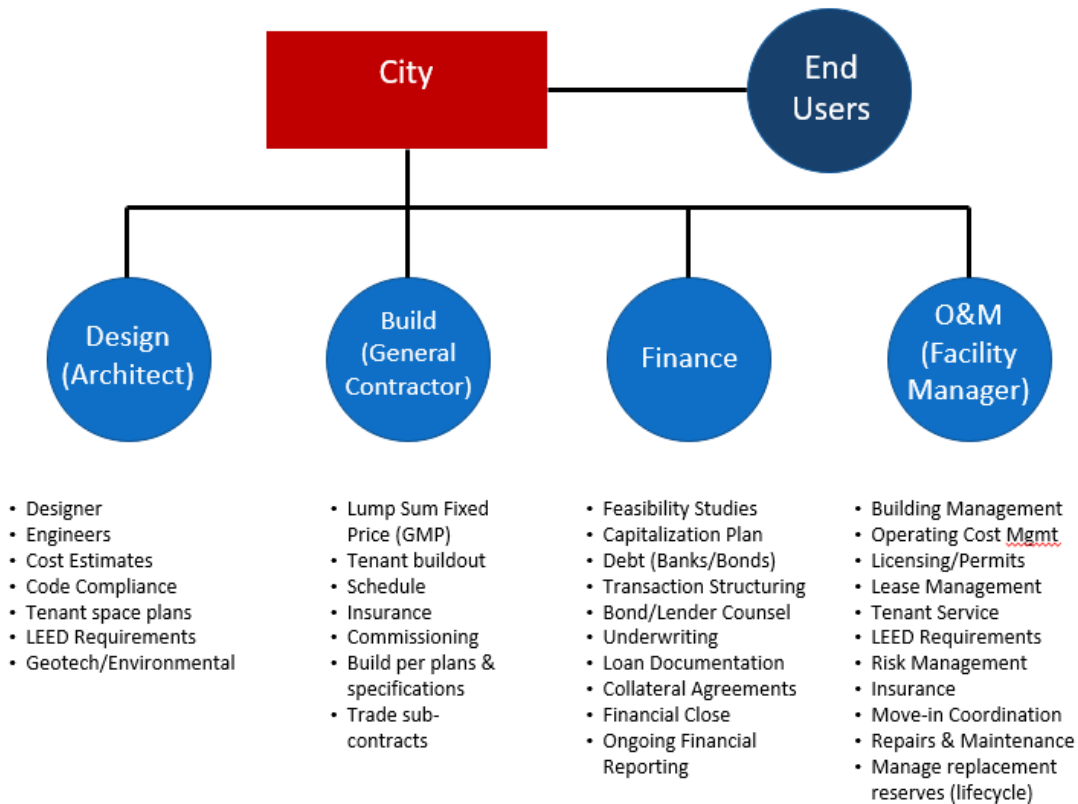 City
End
Users
Design
(Architect)
Build
(General
Contractor)
Finance
O&M
(Facility
Manager)
• Designer
• Engineers
• Cost Estimates
• Code Compliance
• Tenant space plans
• LEED Requirements
• Geotech/Environmental
• Lump Sum Fixed
Price (GMP)
• Tenant buildout
• Schedule
• Insurance
• Commissioning
• Build per plans &
specifications
• Trade sub-
contracts
• Feasibility Studies
• Capitalization Plan
• Debt (Banks/Bonds)
• Transaction Structuring
• Bond/Lender Counsel
• Underwriting
• Loan Documentation
• Collateral Agreements
• Financial Close
• Ongoing Financial
Reporting
• Building Management
• Operating Cost Mgmt
• Licensing/Permits
• Lease Management
• Tenant Service
• LEED Requirements
• Risk Management
• Insurance
• Move-in Coordination
• Repairs & Maintenance
• Manage replacement
reserves (lifecycle)